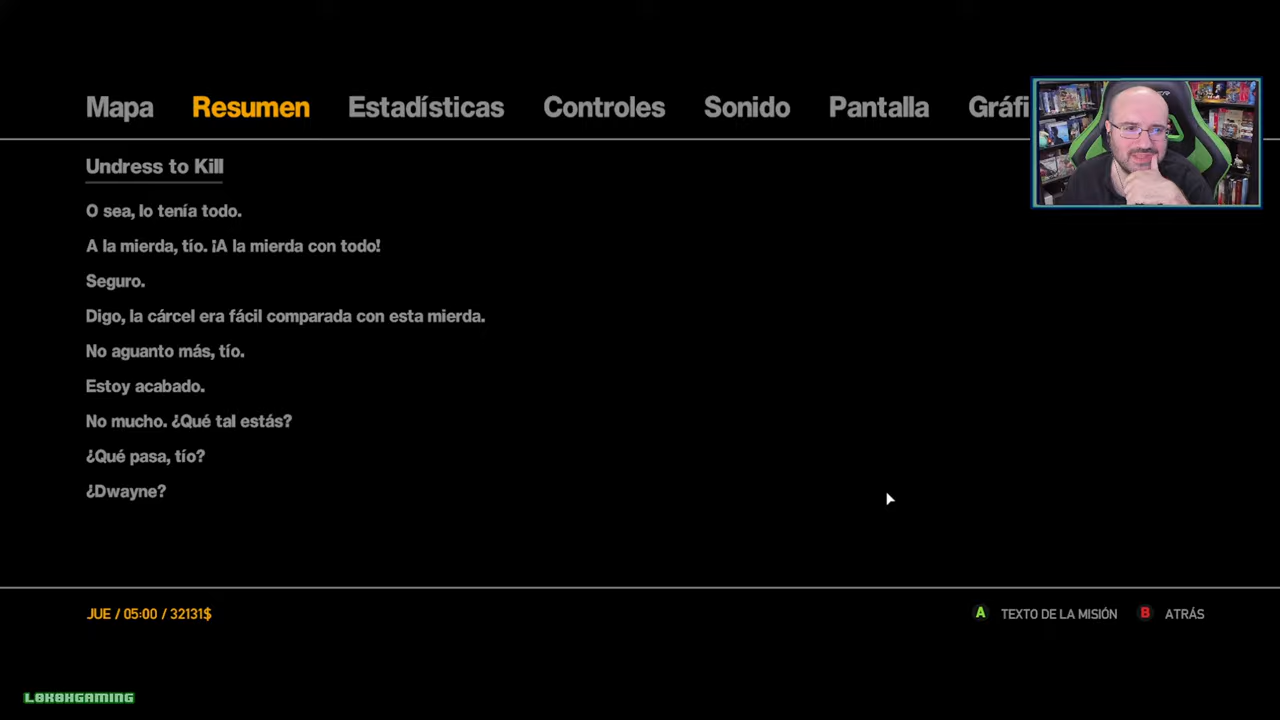 Mapa Resumen Estadísticas Controles Sonido Pantalla Gráfi
Undress to Kill
O sea, lo tenía todo.
A la mierda, tío. ¡A la mierda con todo!
Seguro.
Digo, la cárcel era fácil comparada con esta mierda.
No aguanto más, tío.
Estoy acabado.
No mucho. ¿Qué tal estás?
¿Qué pasa, tío?
¿Dwayne?
JUE / 05:00 / 32131$
A TEXTO DE LA MISIÓN B ATRÁS
L0K0XGAMING